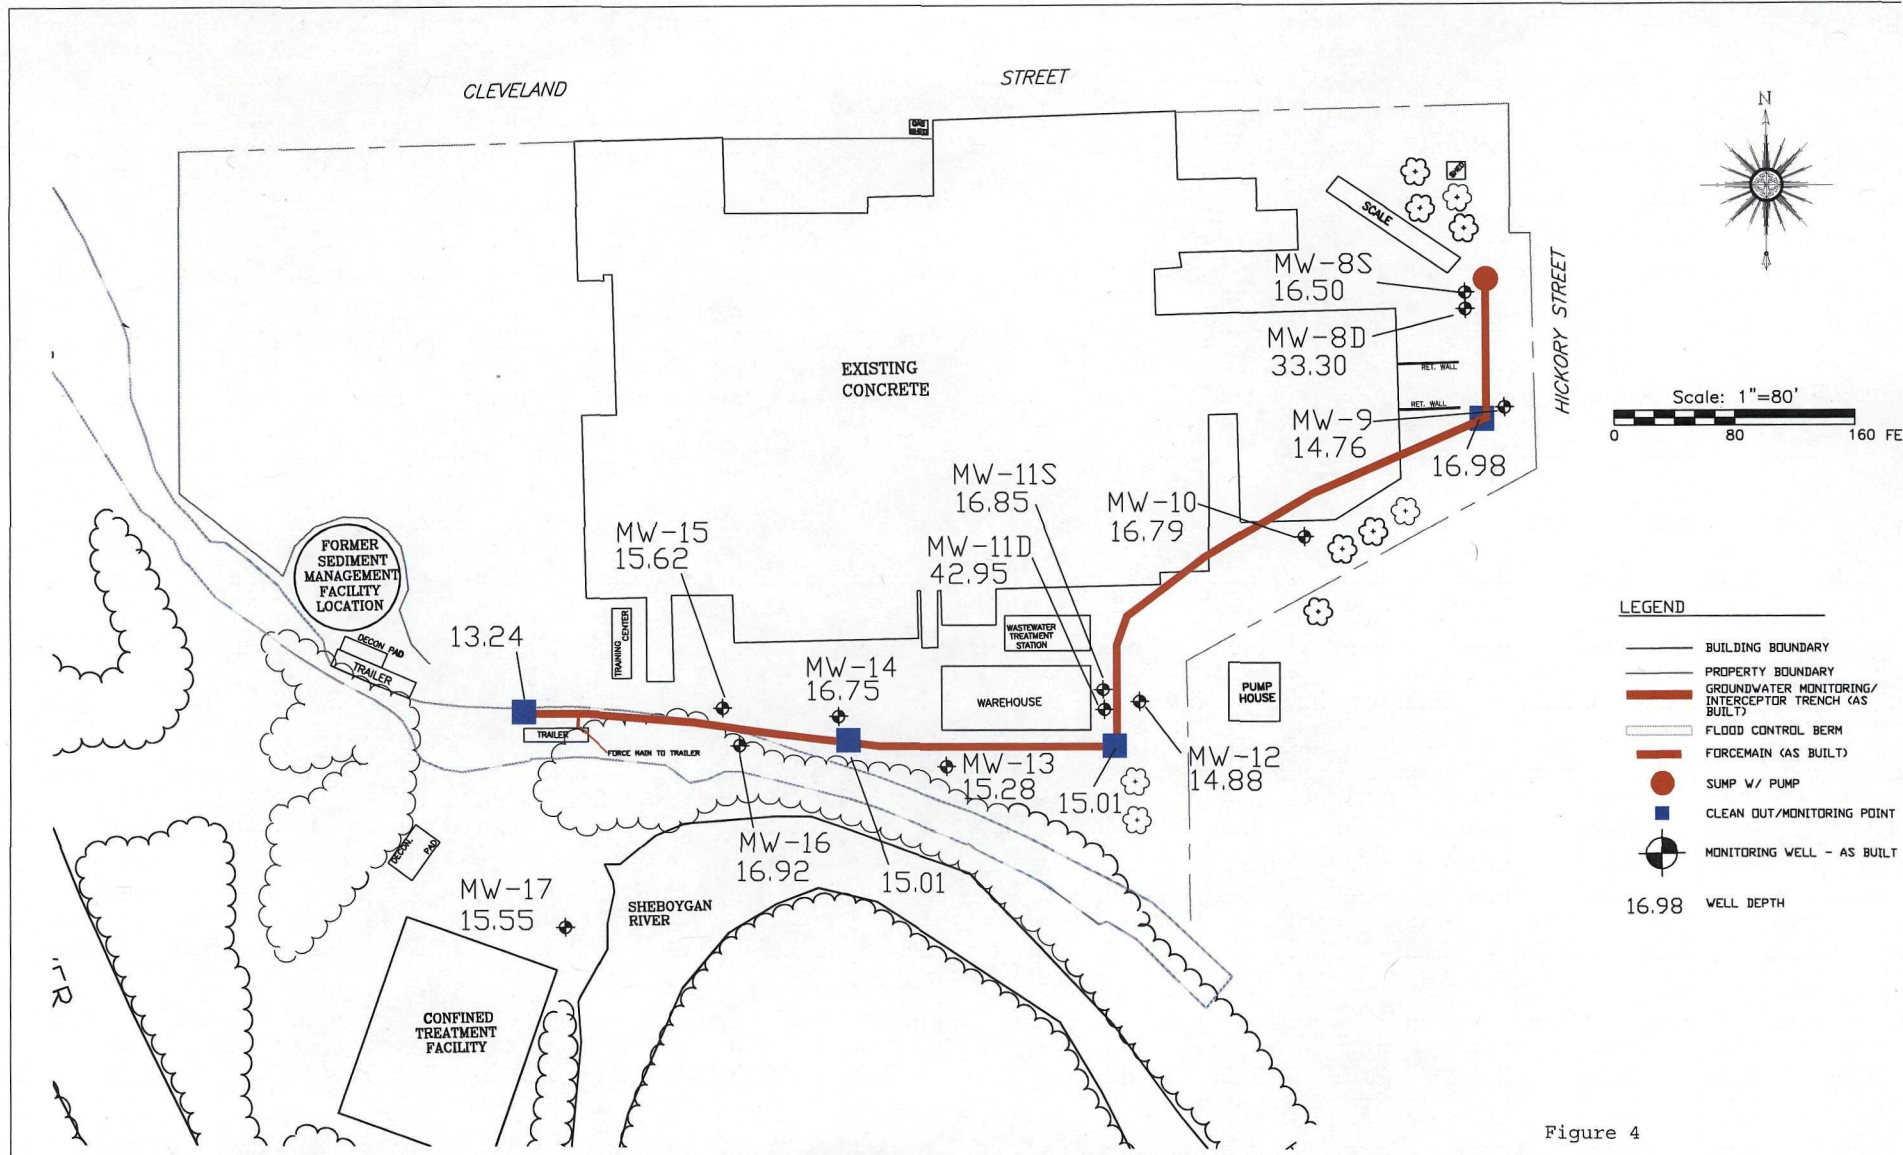 CLEVELAND
STREET
GAS
SHED
N
SHED
SCALE
HICKORY STREET
MW-8S
16.50
MW-8D
33.30
RET. WALL
RET. WALL
MW-9
14.76
16.98
EXISTING
CONCRETE
Scale: 1"=80'
0
80
160 FE
MW-11S
16.85
MW-10
16.79
MW-11D
42.95
MW-15
15.62
FORMER
SEDIMENT
MANAGEMENT
FACILITY
LOCATION
DECON PAD
TRAILER
13.24
TRAINING
CENTER
MW-14
16.75
WASTEWATER
TREATMENT
STATION
WAREHOUSE
PUMP
HOUSE
TRAILER
FORCE MAIN TO TRAILER
MW-13
15.28
15.01
MW-12
14.88
MW-16
16.92
15.01
DECON.
PAD
MW-17
15.55
SHEBOYGAN
RIVER
CONFINED
TREATMENT
FACILITY
LEGEND
BUILDING BOUNDARY
PROPERTY BOUNDARY
GROUNDWATER MONITORING/
INTERCEPTOR TRENCH (AS
BUILT)
FLOOD CONTROL BERM
FORCEMAIN (AS BUILT)
SUMP W/ PUMP
CLEAN OUT/MONITORING POINT
MONITORING WELL - AS BUILT
16.98 WELL DEPTH
Figure 4